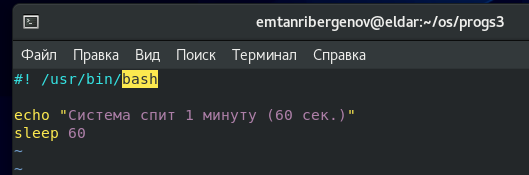 emtanribergenov@eldar:~/os/progs3
Файл Правка Вид Поиск Терминал Справка
#! /usr/bin/bash
echo "Система спит 1 минуту (60 сек.)"
sleep 60
~
~